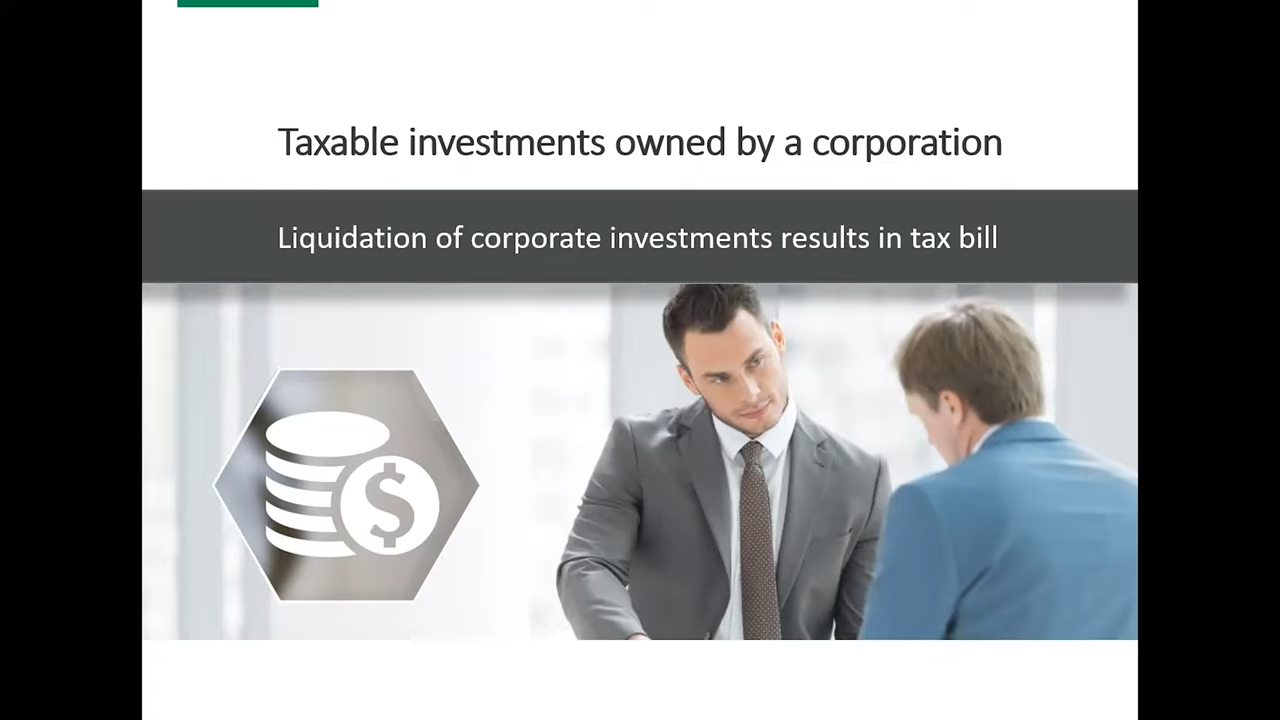 Taxable investments owned by a corporation
Liquidation of corporate investments results in tax bill
$